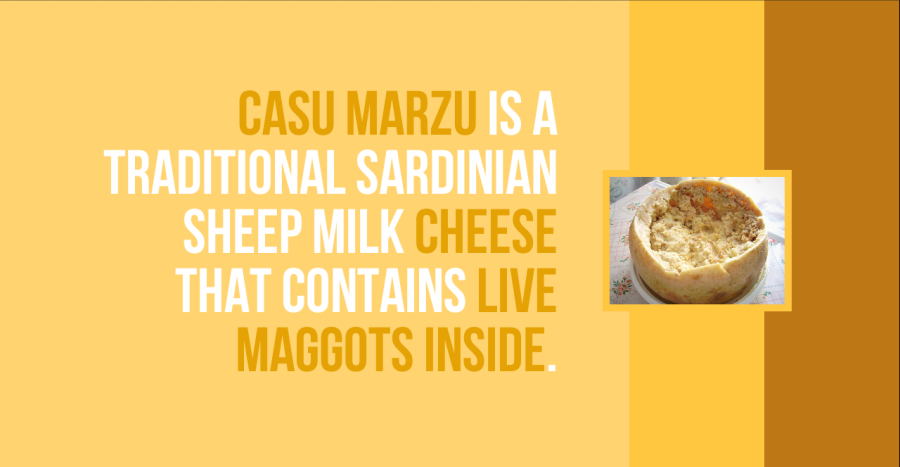 CASU MARZU IS A
TRADITIONAL SARDINIAN
SHEEP MILK CHEESE
THAT CONTAINS LIVE
MAGGOTS INSIDE.